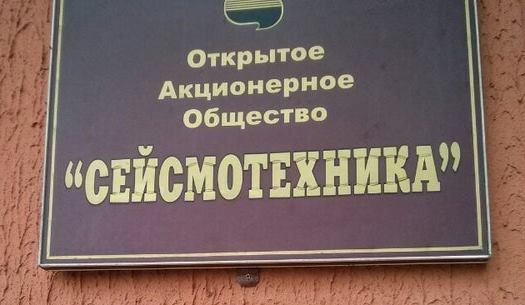 Открытое
Акционерное
Общество
“СЕЙСМОТЕХНИКА”